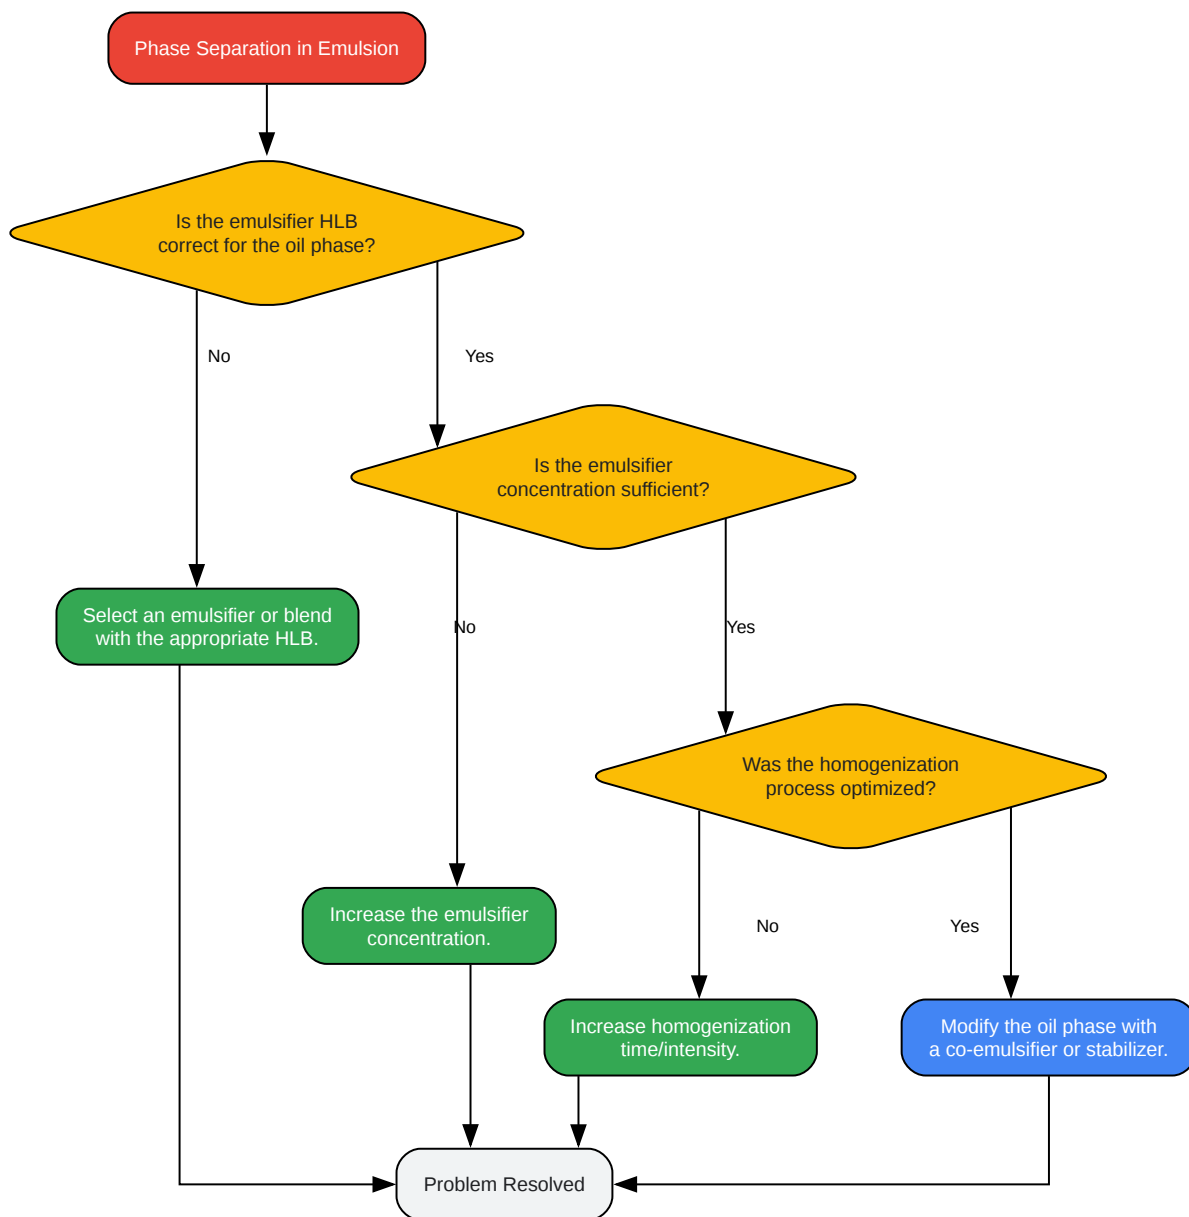 Phase Separation in Emulsion
Is the emulsifier HLB
correct for the oil phase?
No
Yes
Is the emulsifier
concentration sufficient?
Select an emulsifier or blend
with the appropriate HLB.
No
Yes
Was the homogenization
process optimized?
Increase the emulsifier
concentration.
No
Yes
Increase homogenization
time/intensity.
Modify the oil phase with
a co-emulsifier or stabilizer.
Problem Resolved